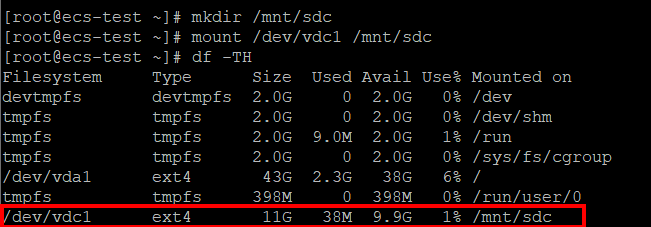 [root@ecs-test ~]# mkdir /mnt/sdc
[root@ecs-test ~]# mount /dev/vdc1 /mnt/sdc
[root@ecs-test ~]# df -TH
Filesystem     Type      Size  Used Avail Use% Mounted on
devtmpfs       devtmpfs  2.0G     0  2.0G   0% /dev
tmpfs          tmpfs     2.0G     0  2.0G   0% /dev/shm
tmpfs          tmpfs     2.0G  9.0M  2.0G   1% /run
tmpfs          tmpfs     2.0G     0  2.0G   0% /sys/fs/cgroup
/dev/vda1      ext4       43G  2.3G   38G   6% /
tmpfs          tmpfs     398M     0  398M   0% /run/user/0
/dev/vdc1      ext4       11G   38M  9.9G   1% /mnt/sdc